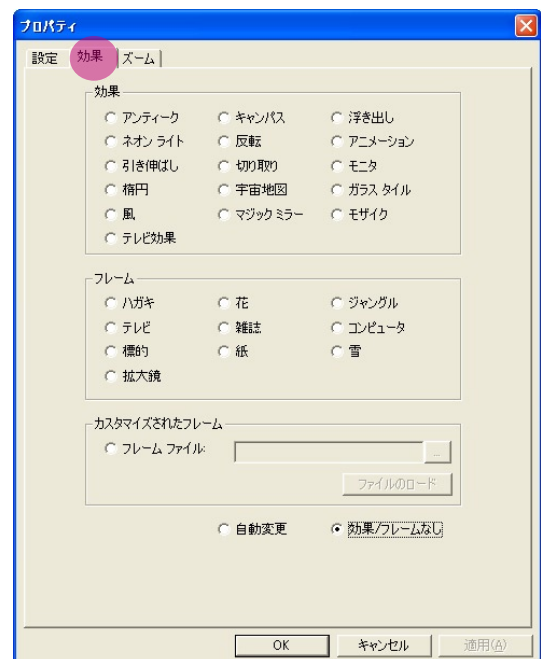 プロパティ
設定 効果 ズーム
効果
アンティーク キャンパス 浮き出し
ネオン ライト 反転 アニメーション
引き伸ばし 切り取り モニタ
楕円 宇宙地図 ガラス タイル
風 マジック ミラー モザイク
テレビ効果
フレーム
ハガキ 花 ジャングル
テレビ 雑誌 コンピュータ
標的 紙 雪
拡大鏡
カスタマイズされたフレーム
フレーム ファイル: ...
ファイルのロード
自動変更 効果/フレームなし
OK キャンセル 適用(A)